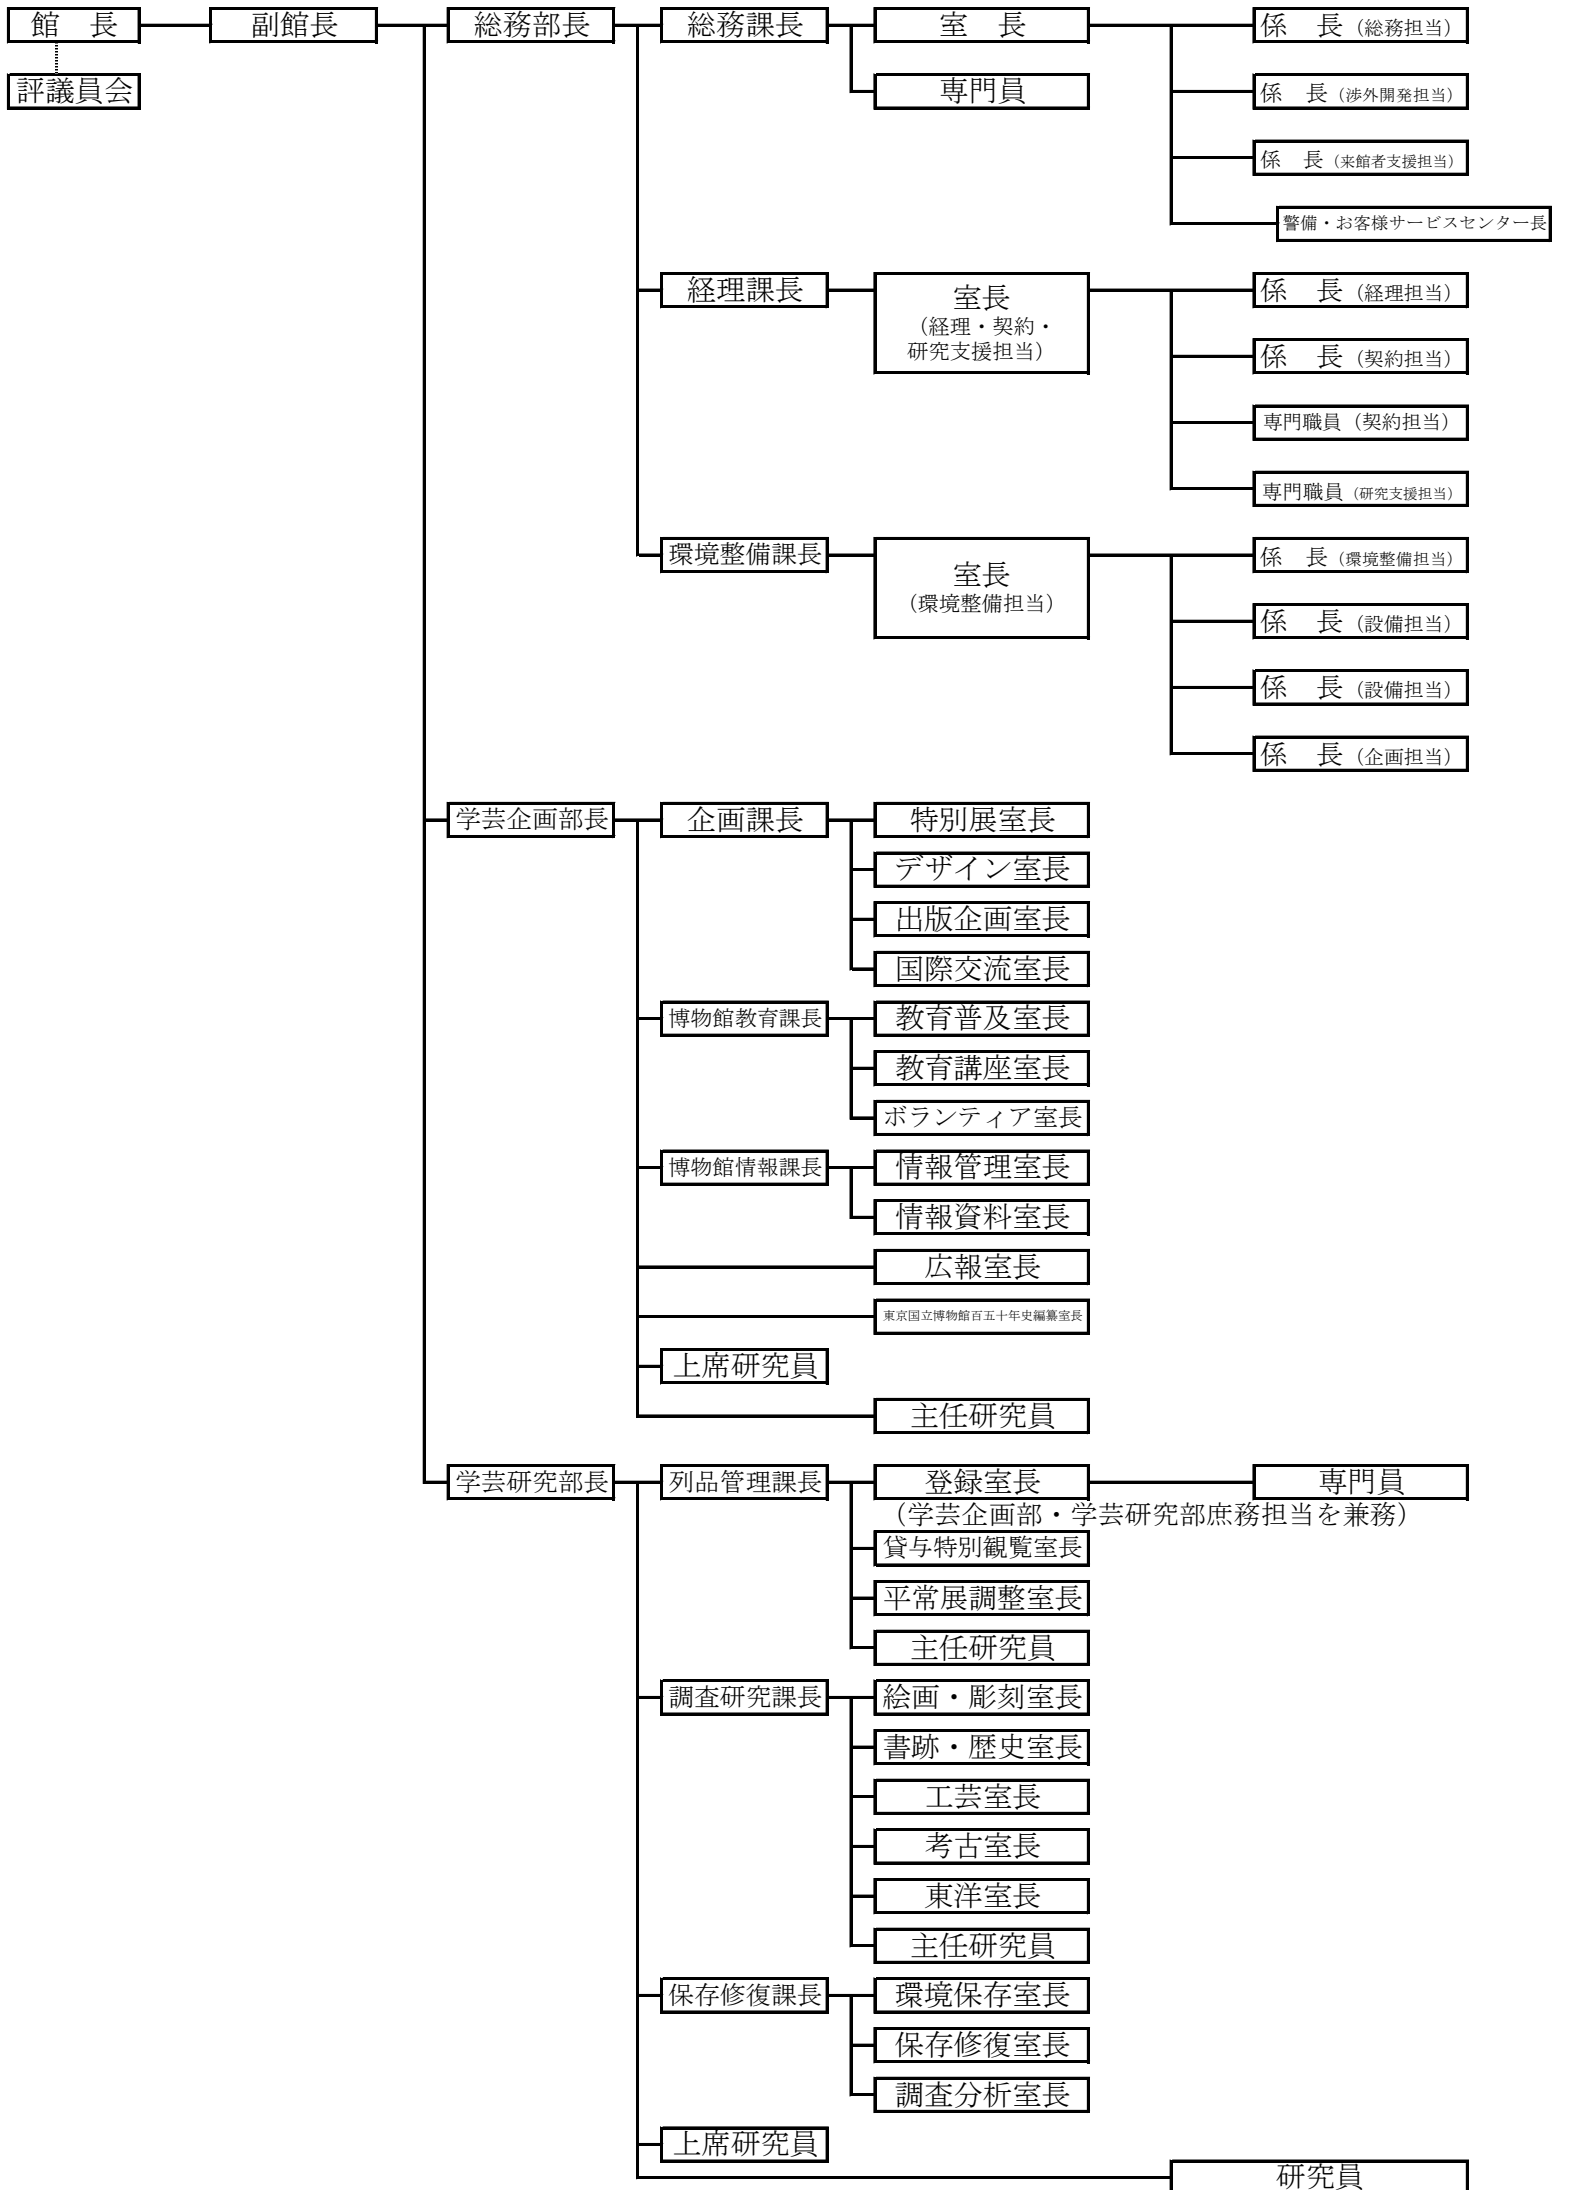 館　長
副館長
総務部長
総務課長
室　長
係　長（総務担当）
評議員会
専門員
係　長（渉外開発担当）
係　長（来館者支援担当）
警備・お客様サービスセンター長
経理課長
室長
（経理・契約・
研究支援担当）
係　長（経理担当）
係　長（契約担当）
専門職員（契約担当）
専門職員（研究支援担当）
環境整備課長
室長
（環境整備担当）
係　長（環境整備担当）
係　長（設備担当）
係　長（設備担当）
係　長（企画担当）
学芸企画部長
企画課長
特別展室長
デザイン室長
出版企画室長
国際交流室長
博物館教育課長
教育普及室長
教育講座室長
ボランティア室長
博物館情報課長
情報管理室長
情報資料室長
広報室長
東京国立博物館百五十年史編纂室長
上席研究員
主任研究員
学芸研究部長
列品管理課長
登録室長
専門員
（学芸企画部・学芸研究部庶務担当を兼務）
貸与特別観覧室長
平常展調整室長
主任研究員
調査研究課長
絵画・彫刻室長
書跡・歴史室長
工芸室長
考古室長
東洋室長
主任研究員
保存修復課長
環境保存室長
保存修復室長
調査分析室長
上席研究員
研究員